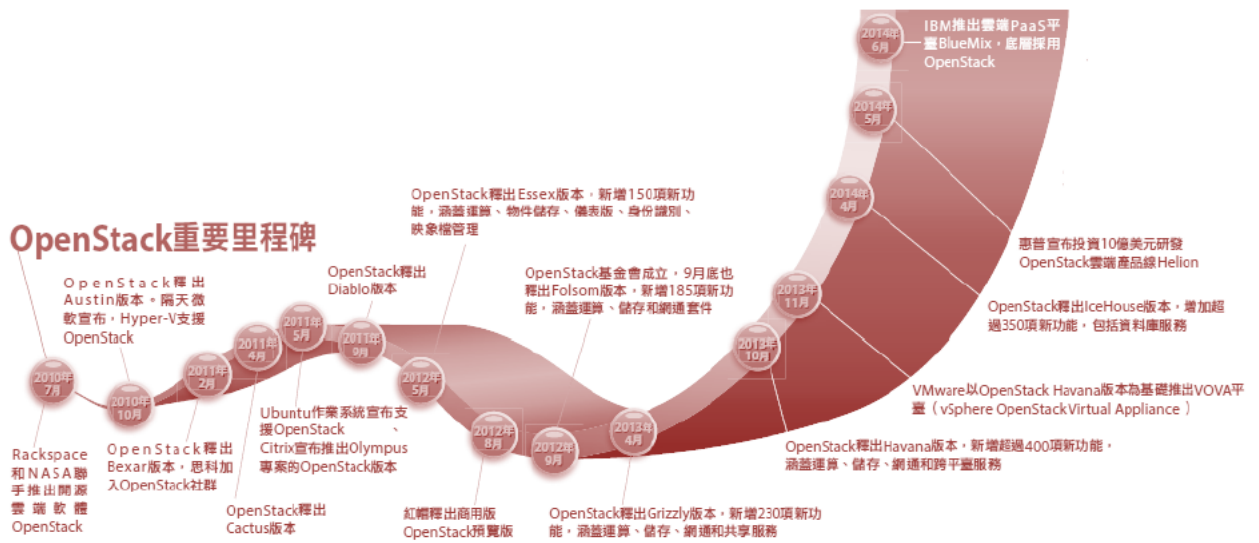 OpenStack重要里程碑
2010年
7月
Rackspace
和NASA聯
手推出開源
雲端軟體
OpenStack
2010年
10月
OpenStack釋出
Austin版本。隔天微
軟宣布，Hyper-V支援
OpenStack
2011年
2月
OpenStack釋出
Bexar版本，思科加
入OpenStack社群
2011年
4月
OpenStack釋出
Cactus版本
2011年
5月
Ubuntu作業系統宣布支
援OpenStack、
Citrix宣布推出Olympus
專案的OpenStack版本
2011年
9月
OpenStack釋出
Diablo版本
2012年
5月
OpenStack釋出Essex版本，新增150項新功
能，涵蓋運算、物件儲存、儀表版、身份識別、
映象檔管理
2012年
8月
紅帽釋出商用版
OpenStack預覽版
2012年
9月
OpenStack基金會成立，9月底也
釋出Folsom版本，新增185項新功
能，涵蓋運算、儲存和網通套件
2013年
4月
OpenStack釋出Grizzly版本，新增230項新功
能，涵蓋運算、儲存、網通和共享服務
2013年
10月
OpenStack釋出Havana版本，新增超過400項新功能，
涵蓋運算、儲存、網通和跨平臺服務
2013年
11月
VMware以OpenStack Havana版本為基礎推出VOVA平
臺（vSphere OpenStack Virtual Appliance）
2014年
4月
OpenStack釋出IceHouse版本，增加超
過350項新功能，包括資料庫服務
2014年
5月
惠普宣布投資10億美元研發
OpenStack雲端產品線Helion
2014年
6月
IBM推出雲端PaaS平
臺BlueMix，底層採用
OpenStack